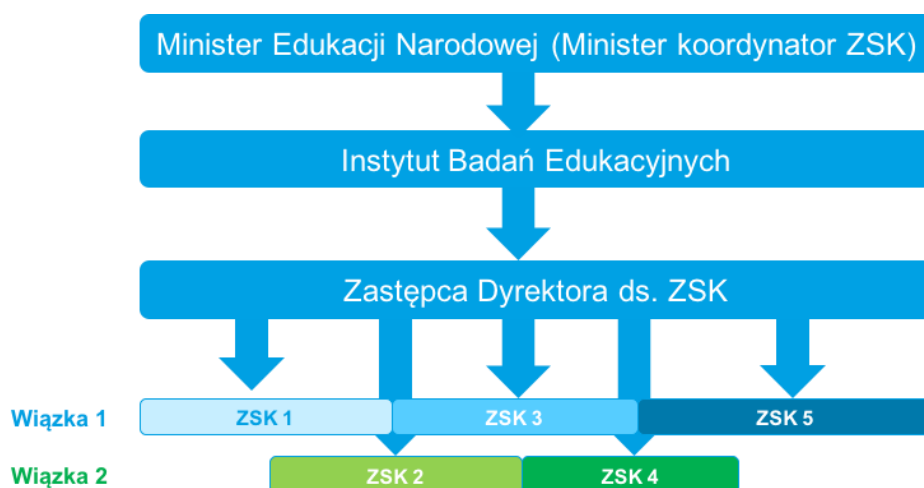 Minister Edukacji Narodowej (Minister koordynator ZSK)
Instytut Badań Edukacyjnych
Zastępca Dyrektora ds. ZSK
Wiązka 1
ZSK 1
ZSK 3
ZSK 5
Wiązka 2
ZSK 2
ZSK 4